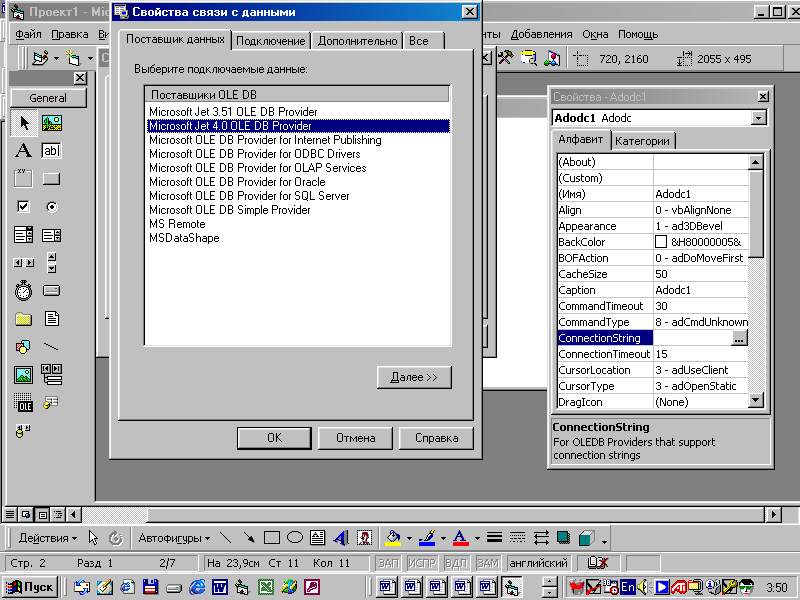 Проект1 - Mic
Свойства связи с данными
Файл Правка Ви
нты Добавления Окна Помощь
720, 2160
2055 x 495
General
Поставщик данных
Подключение
Дополнительно
Все
Выберите подключаемые данные:
Поставщики OLE DB
Microsoft Jet 3.51 OLE DB Provider
Microsoft Jet 4.0 OLE DB Provider
Microsoft OLE DB Provider for Internet Publishing
Microsoft OLE DB Provider for ODBC Drivers
Microsoft OLE DB Provider for OLAP Services
Microsoft OLE DB Provider for Oracle
Microsoft OLE DB Provider for SQL Server
Microsoft OLE DB Simple Provider
MS Remote
MSDataShape
Далее >>
OK
Отмена
Справка
Свойства - Adodc1
Adodc1 Adodc
Алфавит
Категории
(About)
(Custom)
(Имя) Adodc1
Align 0 - vbAlignNone
Appearance 1 - ad3DBevel
BackColor &H80000005&
BOFAction 0 - adDoMoveFirst
CacheSize 50
Caption Adodc1
CommandTimeout 30
CommandType 8 - adCmdUnknown
ConnectionString ...
ConnectionTimeout 15
CursorLocation 3 - adUseClient
CursorType 3 - adOpenStatic
DragIcon (None)
ConnectionString
For OLEDB Providers that support
connection strings
Действия
Автофигуры
Стр. 2 Разд 1 2/7 На 23,9см Ст 11 Кол 11 ЗАП ИСПР ВДЛ ЗАМ английский
Пуск
En
3:50